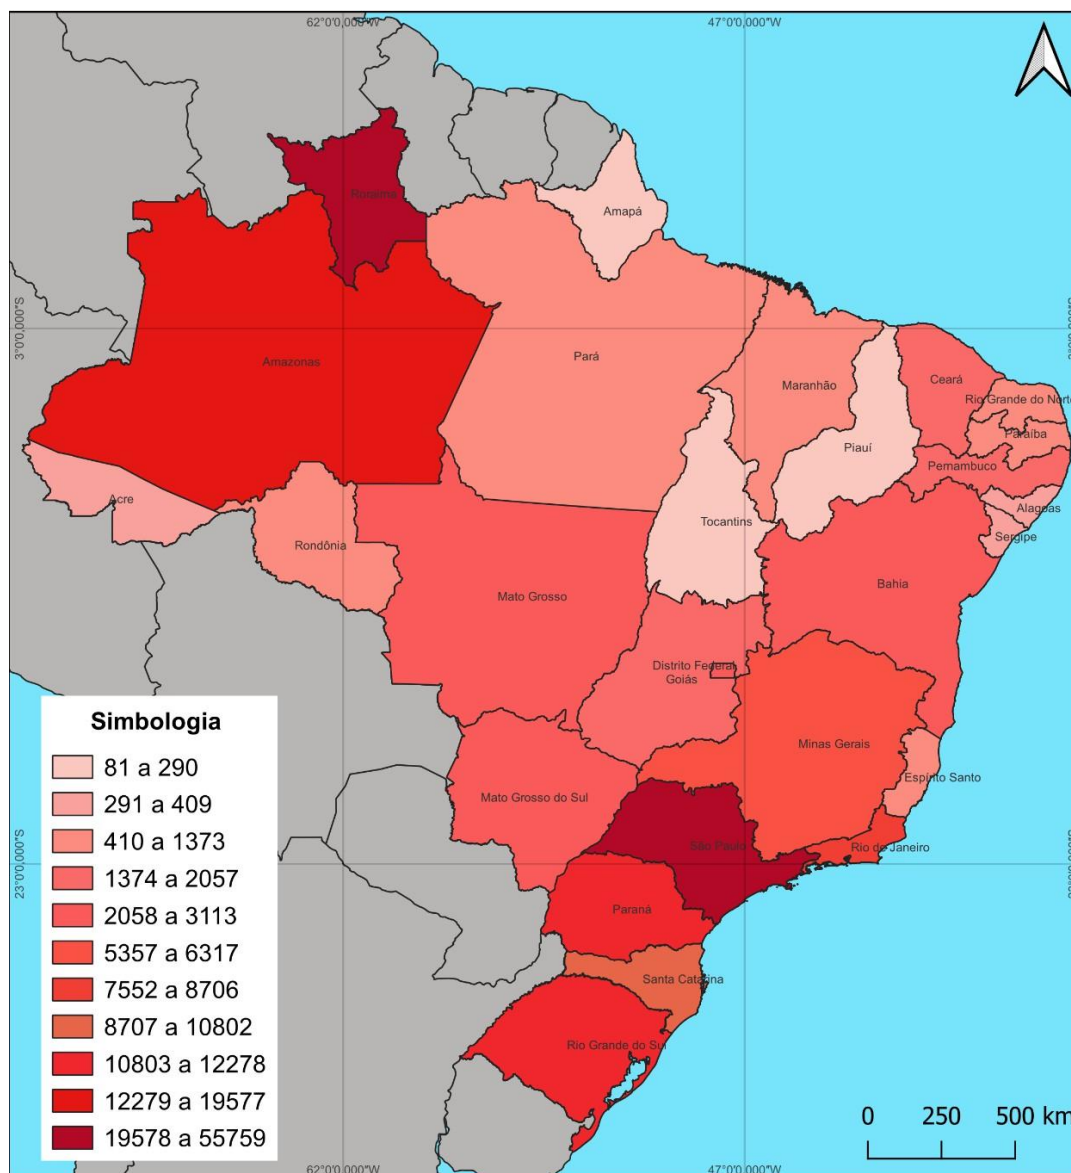 62°0'0,000"W
47°0'0,000"W
Roraima
Amapá
3°0'0,000"S
Amazonas
Pará
Maranhão
Ceará
Rio Grande do Norte
Paraíba
Piauí
Pernambuco
Acre
Alagoas
Tocantins
Sergipe
Rondônia
Bahia
Mato Grosso
Distrito Federal
Goiás
Simbologia
81 a 290
291 a 409
410 a 1373
1374 a 2057
2058 a 3113
5357 a 6317
7552 a 8706
8707 a 10802
10803 a 12278
12279 a 19577
19578 a 55759
Minas Gerais
Espírito Santo
Mato Grosso do Sul
São Paulo
Rio de Janeiro
23°0'0,000"S
Paraná
Santa Catarina
Rio Grande do Sul
0 250 500 km
62°0'0,000"W
47°0'0,000"W